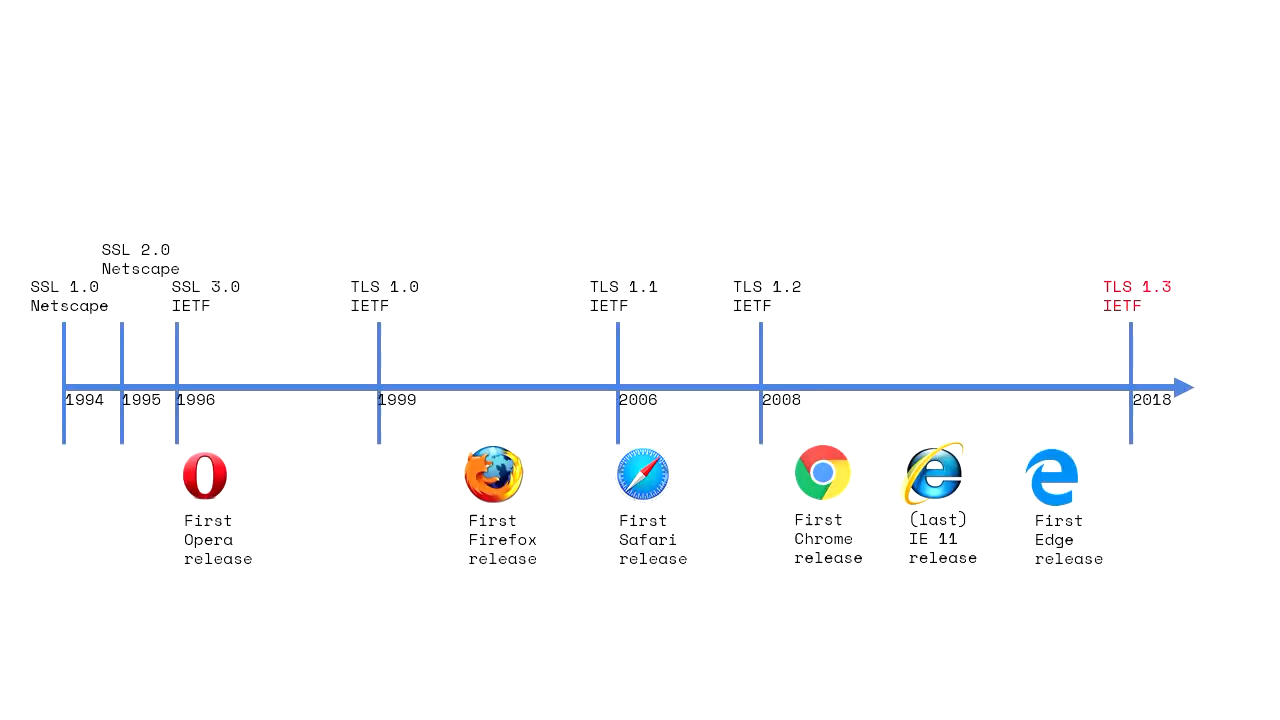 SSL 2.0
Netscape
SSL 1.0
Netscape
SSL 3.0
IETF
TLS 1.0
IETF
TLS 1.1
IETF
TLS 1.2
IETF
TLS 1.3
IETF
1994
1995
1996
1999
2006
2008
2018
First
Opera
release
First
Firefox
release
First
Safari
release
First
Chrome
release
(last)
IE 11
release
First
Edge
release